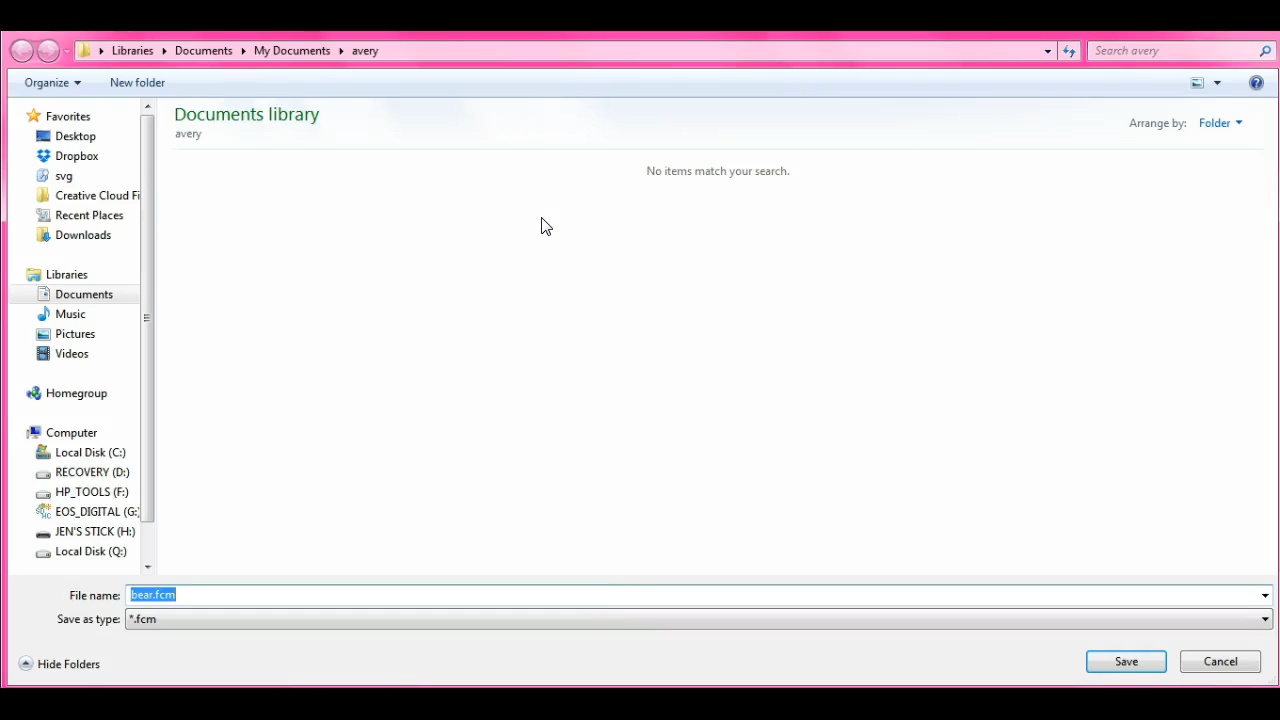 Libraries Documents My Documents avery
Search avery
Organize New folder
Favorites
Desktop
Dropbox
svg
Creative Cloud Fi
Recent Places
Downloads
Libraries
Documents
Music
Pictures
Videos
Homegroup
Computer
Local Disk (C:)
RECOVERY (D:)
HP_TOOLS (F:)
EOS_DIGITAL (G:
JEN'S STICK (H:)
Local Disk (Q:)
Documents library
avery
Arrange by: Folder
No items match your search.
File name: bear.fcm
Save as type: *.fcm
Hide Folders
Save Cancel